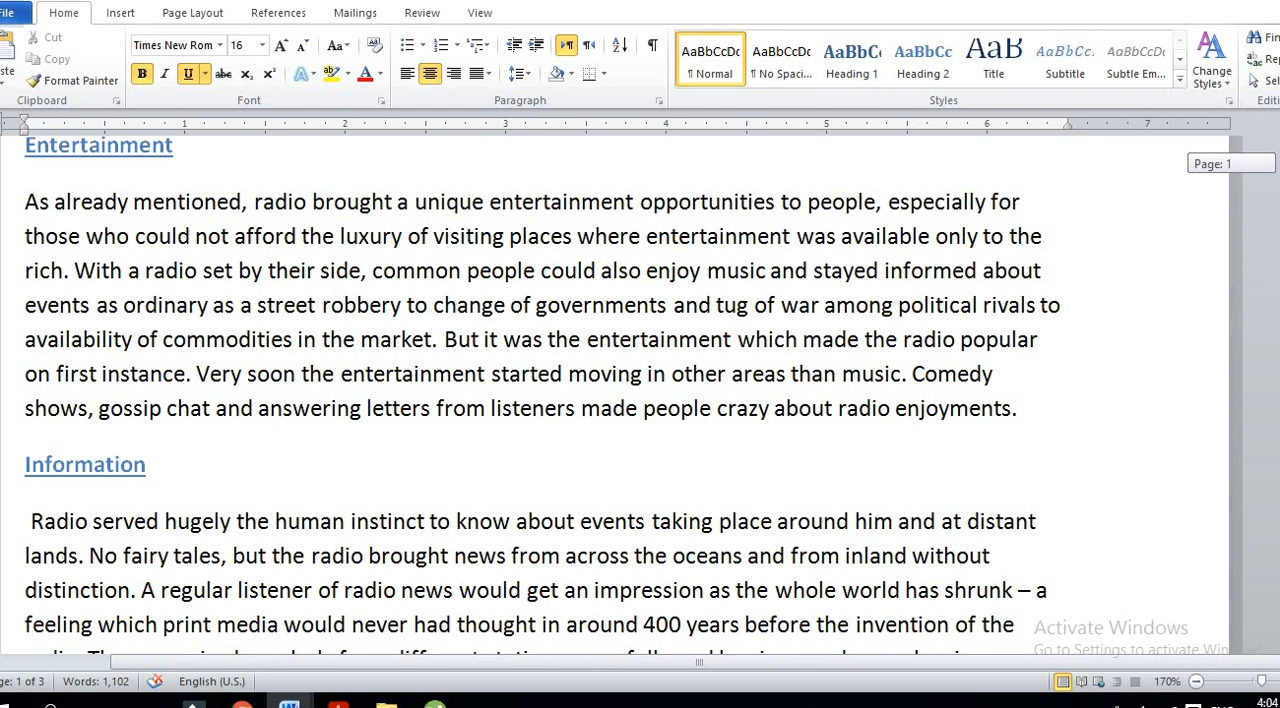 File Home Insert Page Layout References Mailings Review View
Cut
Copy
Format Painter
Times New Rom 16
AaBbCcDc AaBbCcDc AaBbC AaBbCc AaB AaBbCc. AaBbCcDc
¶ Normal ¶ No Spaci... Heading 1 Heading 2 Title Subtitle Subtle Em...
Change Styles
Clipboard Font Paragraph Styles
1 2 3 4 5 6 7
Page: 1
Entertainment
As already mentioned, radio brought a unique entertainment opportunities to people, especially for
those who could not afford the luxury of visiting places where entertainment was available only to the
rich. With a radio set by their side, common people could also enjoy music and stayed informed about
events as ordinary as a street robbery to change of governments and tug of war among political rivals to
availability of commodities in the market. But it was the entertainment which made the radio popular
on first instance. Very soon the entertainment started moving in other areas than music. Comedy
shows, gossip chat and answering letters from listeners made people crazy about radio enjoyments.
Information
Radio served hugely the human instinct to know about events taking place around him and at distant
lands. No fairy tales, but the radio brought news from across the oceans and from inland without
distinction. A regular listener of radio news would get an impression as the whole world has shrunk – a
feeling which print media would never had thought in around 400 years before the invention of the
Activate Windows
Go to Settings to activate Win
ge: 1 of 3 Words: 1,102 English (U.S.) 170%
4:04